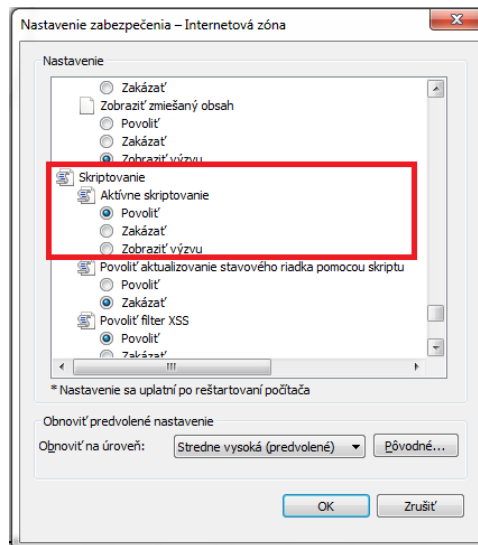 Nastavenie zabezpečenia – Internetová zóna
Nastavenie
Zakázať
Zobraziť zmiešaný obsah
Povoliť
Zakázať
Zobraziť výzvu
Skriptovanie
Aktívne skriptovanie
Povoliť
Zakázať
Zobraziť výzvu
Povoliť aktualizovanie stavového riadka pomocou skriptu
Povoliť
Zakázať
Povoliť filter XSS
Povoliť
Zakázať
* Nastavenie sa uplatní po reštartovaní počítača
Obnoviť predvolené nastavenie
Obnoviť na úroveň: Stredne vysoká (predvolené) Pôvodné...
OK Zrušiť